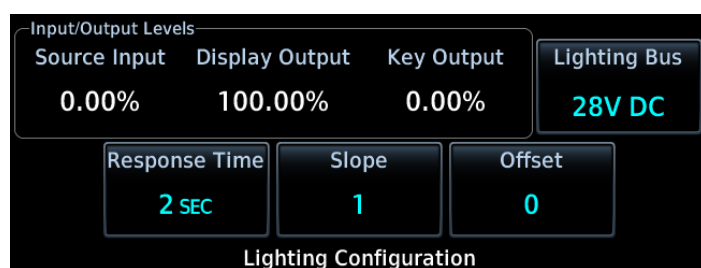 Input/Output Levels
Source Input Display Output Key Output Lighting Bus
0.00% 100.00% 0.00% 28V DC
Response Time Slope Offset
2 SEC 1 0
Lighting Configuration